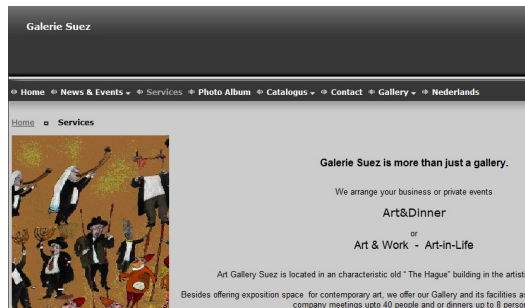 Galerie Suez
Home News & Events Services Photo Album Catalogus Contact Gallery Nederlands
Home Services
Galerie Suez is more than just a gallery.
We arrange your business or private events
Art&Dinner
or
Art & Work - Art-in-Life
Art Gallery Suez is located in an characteristic old " The Hague" building in the
Besides offering exposition space for contemporary art, we offer our Gallery and its facilities
company meetings upto 40 people and or dinners up to 8